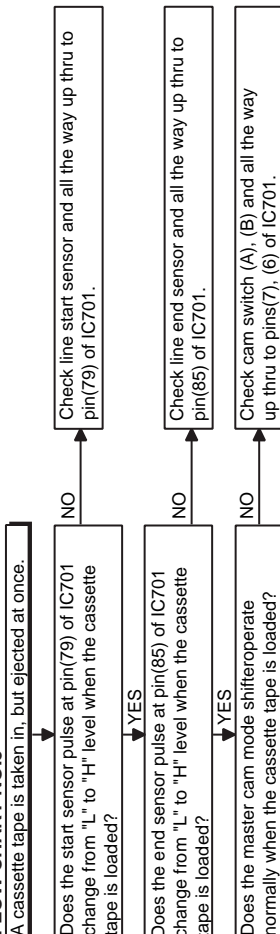 A cassette tape is taken in, but ejected at once.
Does the start sensor pulse at pin(79) of IC701
change from "L" to "H" level when the cassette
tape is loaded?
NO
Check line start sensor and all the way up thru to
pin(79) of IC701.
YES
Does the end sensor pulse at pin(85) of IC701
change from "L" to "H" level when the cassette
tape is loaded?
NO
Check line end sensor and all the way up thru to
pin(85) of IC701.
YES
Does the master cam mode shifteroperate
normally when the cassette tape is loaded?
NO
Check cam switch (A), (B) and all the way
up thru to pins(7), (6) of IC701.